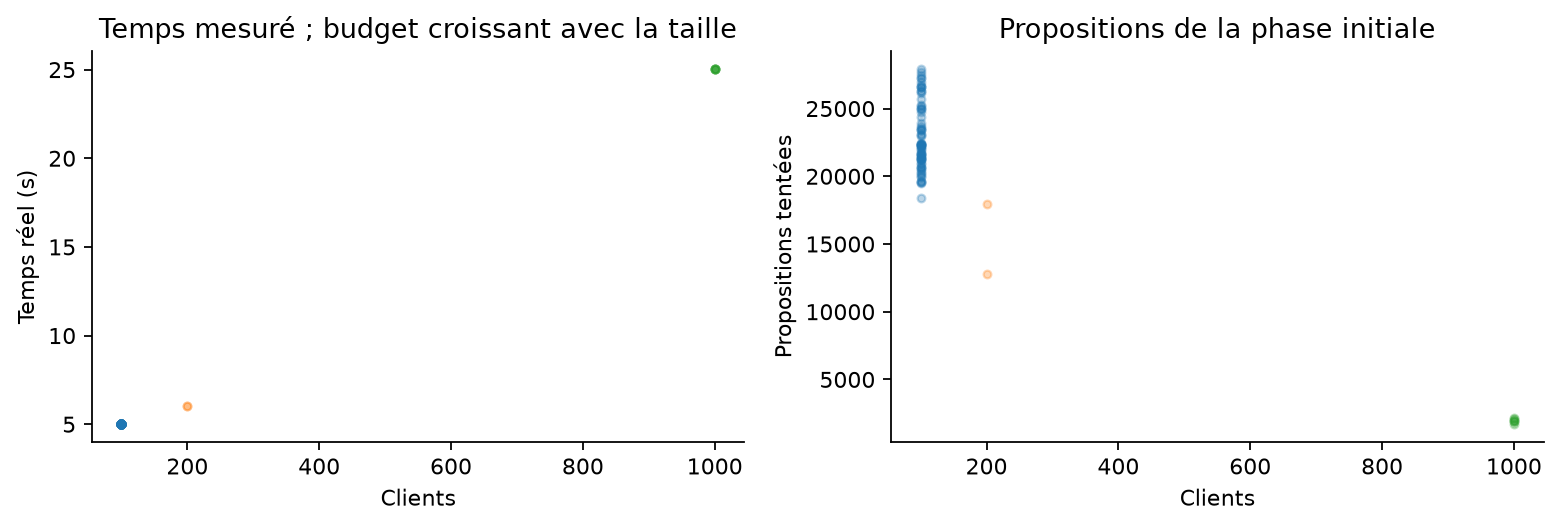 Temps mesuré ; budget croissant avec la taille
25
20
15
10
5
Temps réel (s)
200 400 600 800 1000
Clients
Propositions de la phase initiale
25000
20000
15000
10000
5000
Propositions tentées
200 400 600 800 1000
Clients